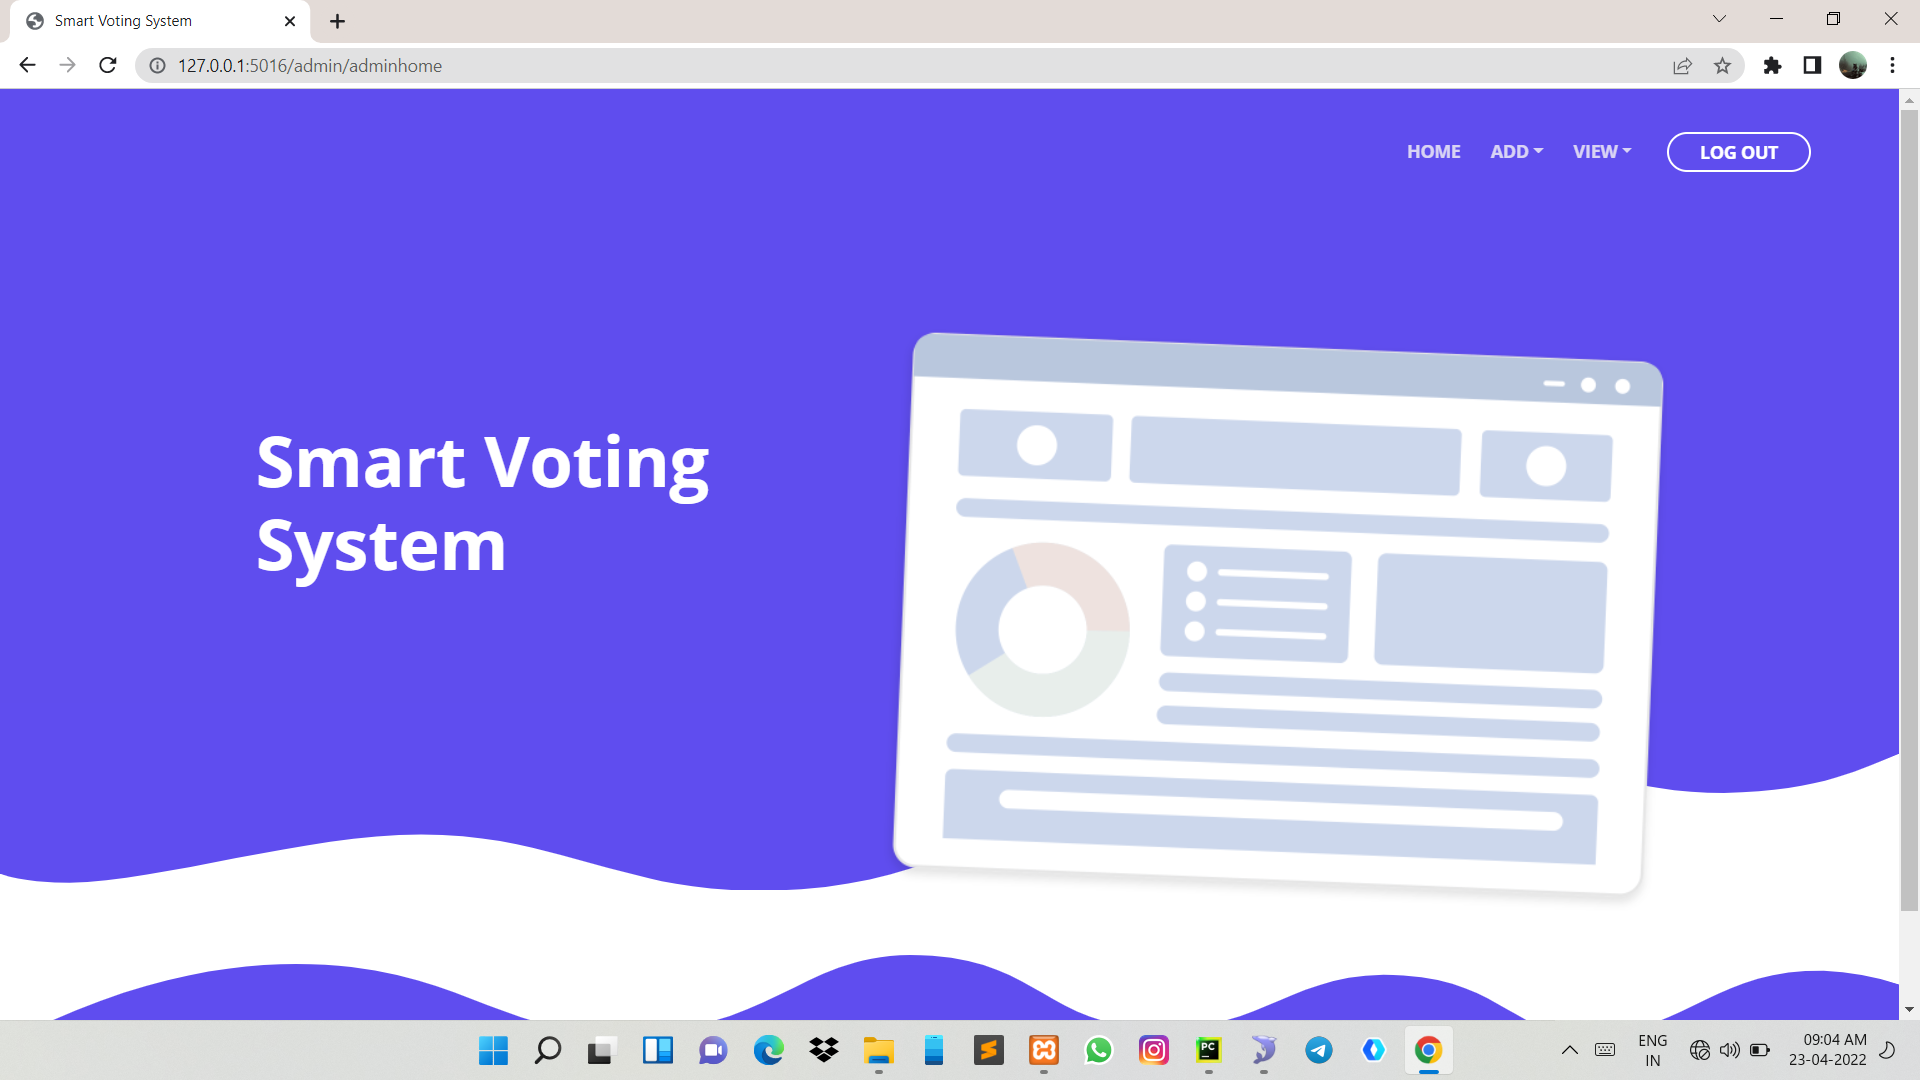 Smart Voting System
127.0.0.1:5016/admin/adminhome
HOME ADD VIEW LOG OUT
Smart Voting
System
PC
ENG
IN
09:04 AM
23-04-2022